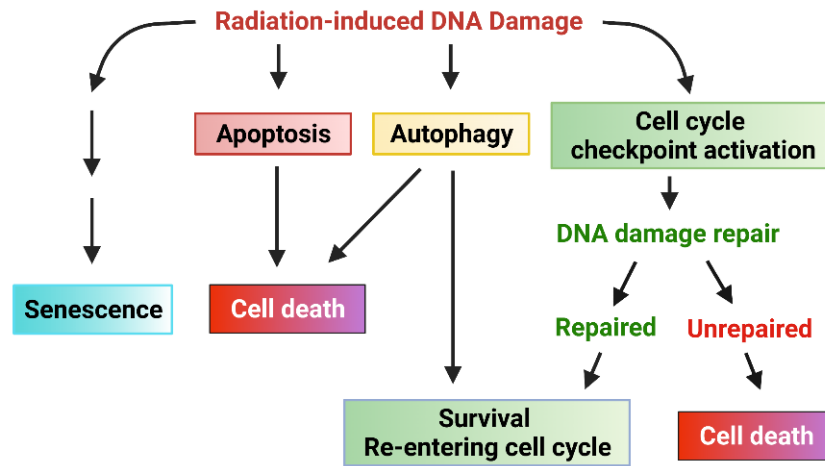 Radiation-induced DNA Damage
Apoptosis
Autophagy
Cell cycle
checkpoint activation
DNA damage repair
Senescence
Cell death
Repaired
Unrepaired
Survival
Re-entering cell cycle
Cell death